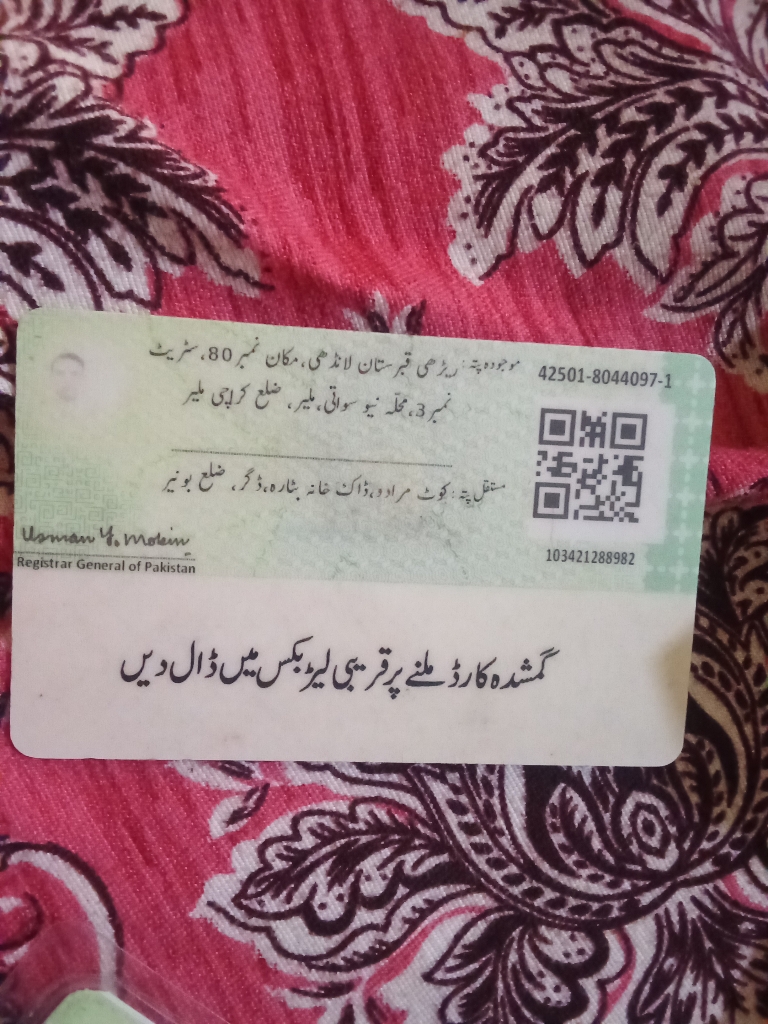 موجودہ پتہ: ریڑھی قبرستان لانڈھی، مکان نمبر 80، سٹریٹ
نمبر 3، محلہ نیو سواتی، ملیر، ضلع کراچی ملیر
42501-8044097-1
مستقل پتہ: کوٹ مرادو، ڈاک خانہ بٹارہ، ڈگر، ضلع بونیر
103421288982
Usman Y. Mobin
Registrar General of Pakistan
گمشدہ کارڈ ملنے پر قریبی لیٹر بکس میں ڈال دیں